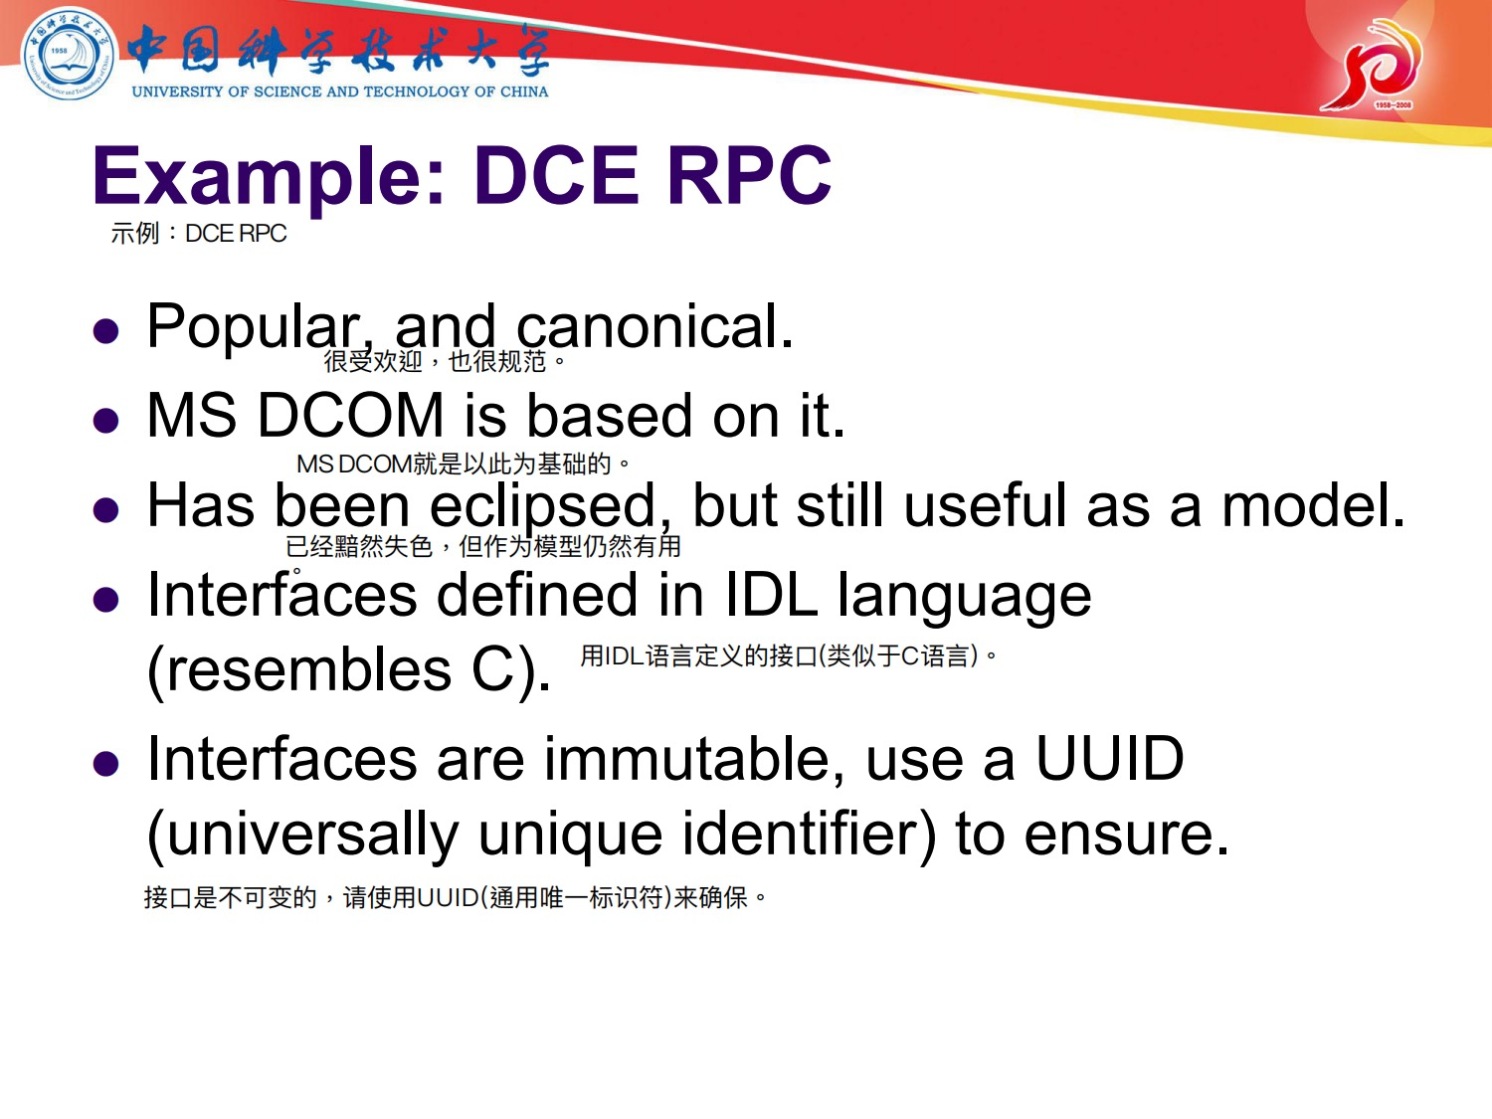 中国科学技术大学
UNIVERSITY OF SCIENCE AND TECHNOLOGY OF CHINA
1958
1958—2008
Example: DCE RPC
示例：DCE RPC
Popular, and canonical.
很受欢迎，也很规范。
MS DCOM is based on it.
MS DCOM就是以此为基础的。
Has been eclipsed, but still useful as a model.
已经黯然失色，但作为模型仍然有用
。
Interfaces defined in IDL language
(resembles C).
用IDL语言定义的接口(类似于C语言)。
Interfaces are immutable, use a UUID
(universally unique identifier) to ensure.
接口是不可变的，请使用UUID(通用唯一标识符)来确保。